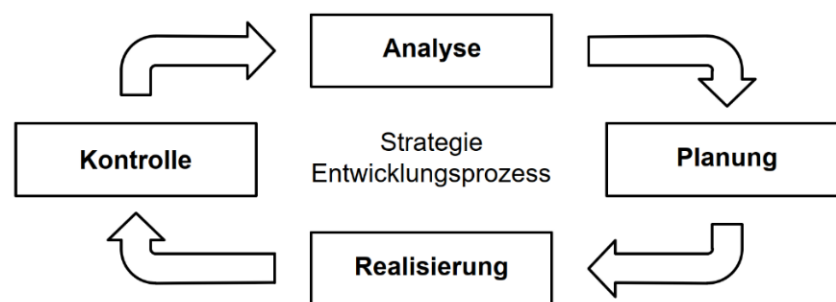 Analyse
Kontrolle
Strategie
Entwicklungsprozess
Planung
Realisierung